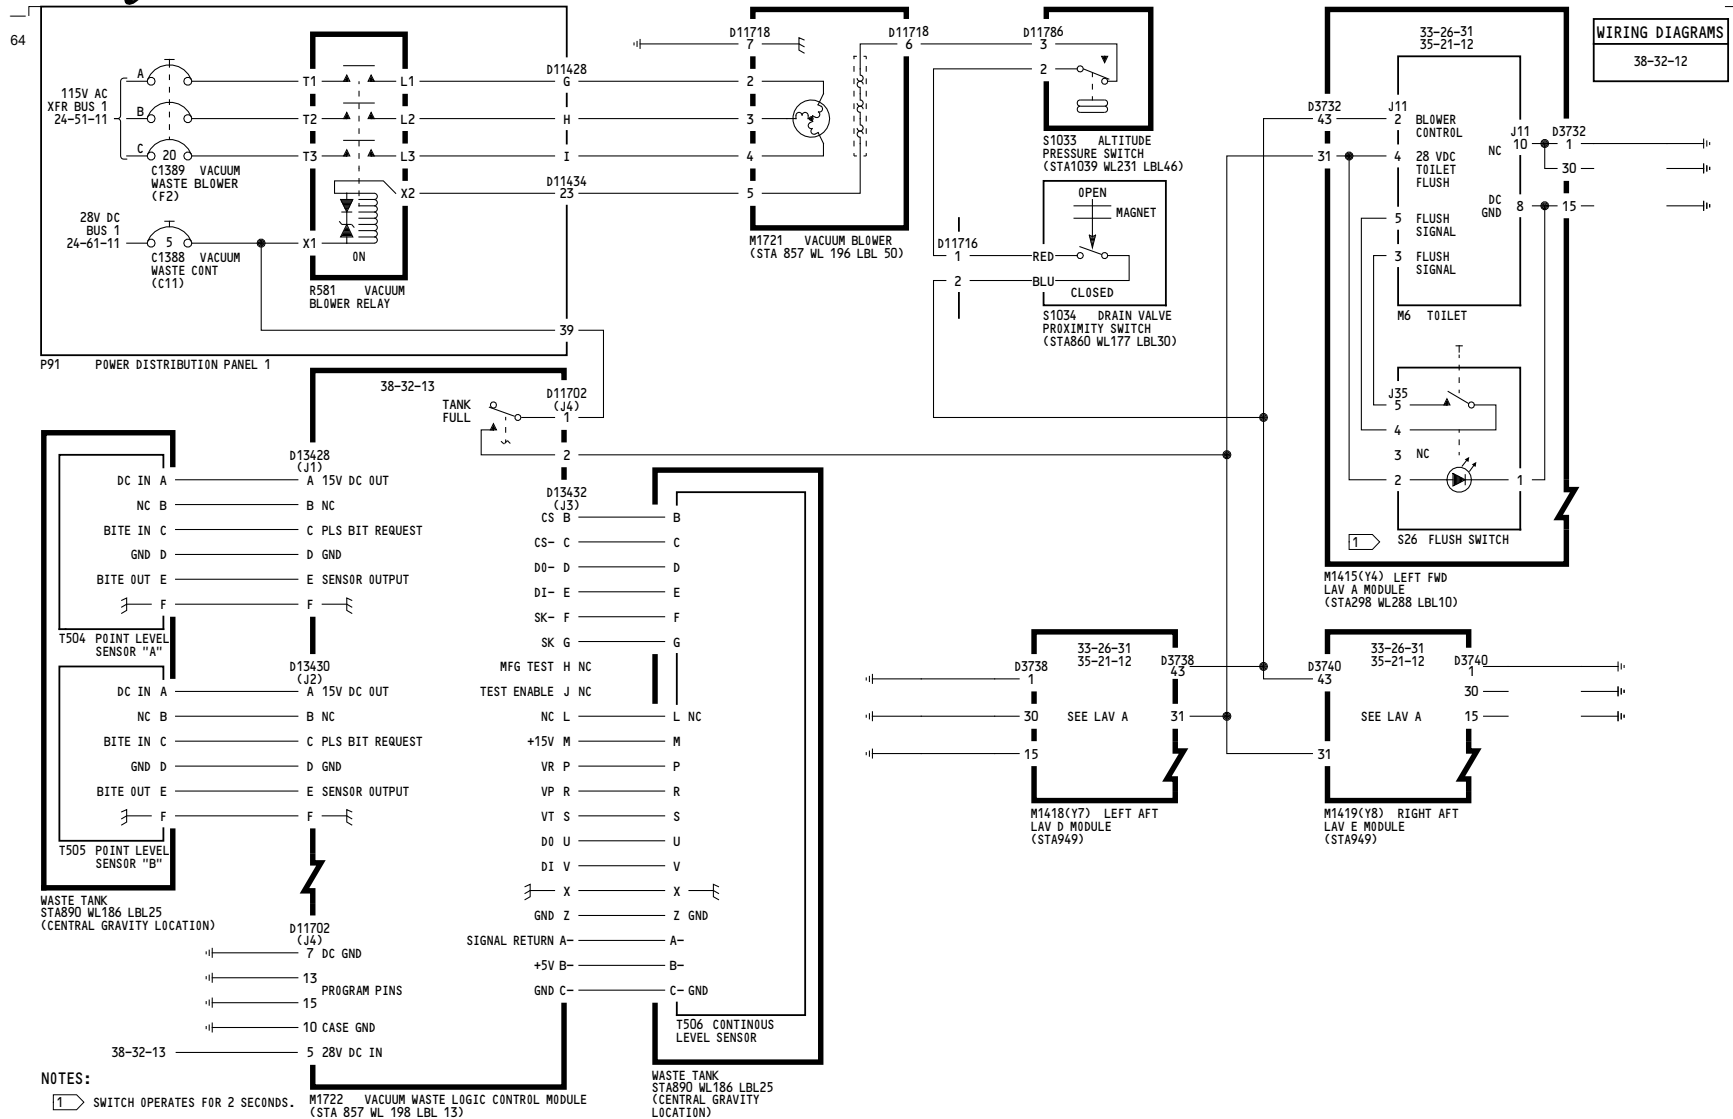 64
WIRING DIAGRAMS
38-32-12
115V AC
XFR BUS 1
24-51-11
A
B
C
20
C1389 VACUUM
WASTE BLOWER
(F2)
28V DC
BUS 1
24-61-11
5
C1388 VACUUM
WASTE CONT
(C11)
T1
T2
T3
X1
L1
L2
L3
X2
ON
R581 VACUUM
BLOWER RELAY
D11428
G
H
I
D11434
23
39
P91 POWER DISTRIBUTION PANEL 1
D11718
7
2
3
4
5
D11718
6
M1721 VACUUM BLOWER
(STA 857 WL 196 LBL 50)
D11786
3
2
S1033 ALTITUDE
PRESSURE SWITCH
(STA1039 WL231 LBL46)
OPEN
MAGNET
D11716
1
RED
2
BLU
CLOSED
S1034 DRAIN VALVE
PROXIMITY SWITCH
(STA860 WL177 LBL30)
33-26-31
35-21-12
D3732
43
31
J11
2 BLOWER
CONTROL
4 28 VDC
TOILET
FLUSH
5 FLUSH
SIGNAL
3 FLUSH
SIGNAL
J11
NC 10
DC
GND 8
D3732
1
30
15
M6 TOILET
J35
5
4
3 NC
2
1
1 S26 FLUSH SWITCH
M1415(Y4) LEFT FWD
LAV A MODULE
(STA298 WL288 LBL10)
38-32-13
TANK
FULL
D11702
(J4)
1
2
D13428
(J1)
DC IN A
A 15V DC OUT
NC B
B NC
BITE IN C
C PLS BIT REQUEST
GND D
D GND
BITE OUT E
E SENSOR OUTPUT
F
F
T504 POINT LEVEL
SENSOR "A"
D13430
(J2)
DC IN A
A 15V DC OUT
NC B
B NC
BITE IN C
C PLS BIT REQUEST
GND D
D GND
BITE OUT E
E SENSOR OUTPUT
F
F
T505 POINT LEVEL
SENSOR "B"
WASTE TANK
STA890 WL186 LBL25
(CENTRAL GRAVITY LOCATION)
D11702
(J4)
7 DC GND
13
PROGRAM PINS
15
10 CASE GND
38-32-13
5 28V DC IN
D13432
(J3)
CS B
B
CS- C
C
DO- D
D
DI- E
E
SK- F
F
SK G
G
MFG TEST H NC
TEST ENABLE J NC
NC L
L NC
+15V M
M
VR P
P
VP R
R
VT S
S
DO U
U
DI V
V
X
X
GND Z
Z GND
SIGNAL RETURN A-
A-
+5V B-
B-
GND C-
C- GND
T506 CONTINOUS
LEVEL SENSOR
WASTE TANK
STA890 WL186 LBL25
(CENTRAL GRAVITY
LOCATION)
33-26-31
35-21-12
D3738
1
30
15
SEE LAV A
D3738
43
31
M1418(Y7) LEFT AFT
LAV D MODULE
(STA949)
33-26-31
35-21-12
D3740
43
31
SEE LAV A
D3740
1
30
15
M1419(Y8) RIGHT AFT
LAV E MODULE
(STA949)
NOTES:
1 SWITCH OPERATES FOR 2 SECONDS.
M1722 VACUUM WASTE LOGIC CONTROL MODULE
(STA 857 WL 198 LBL 13)